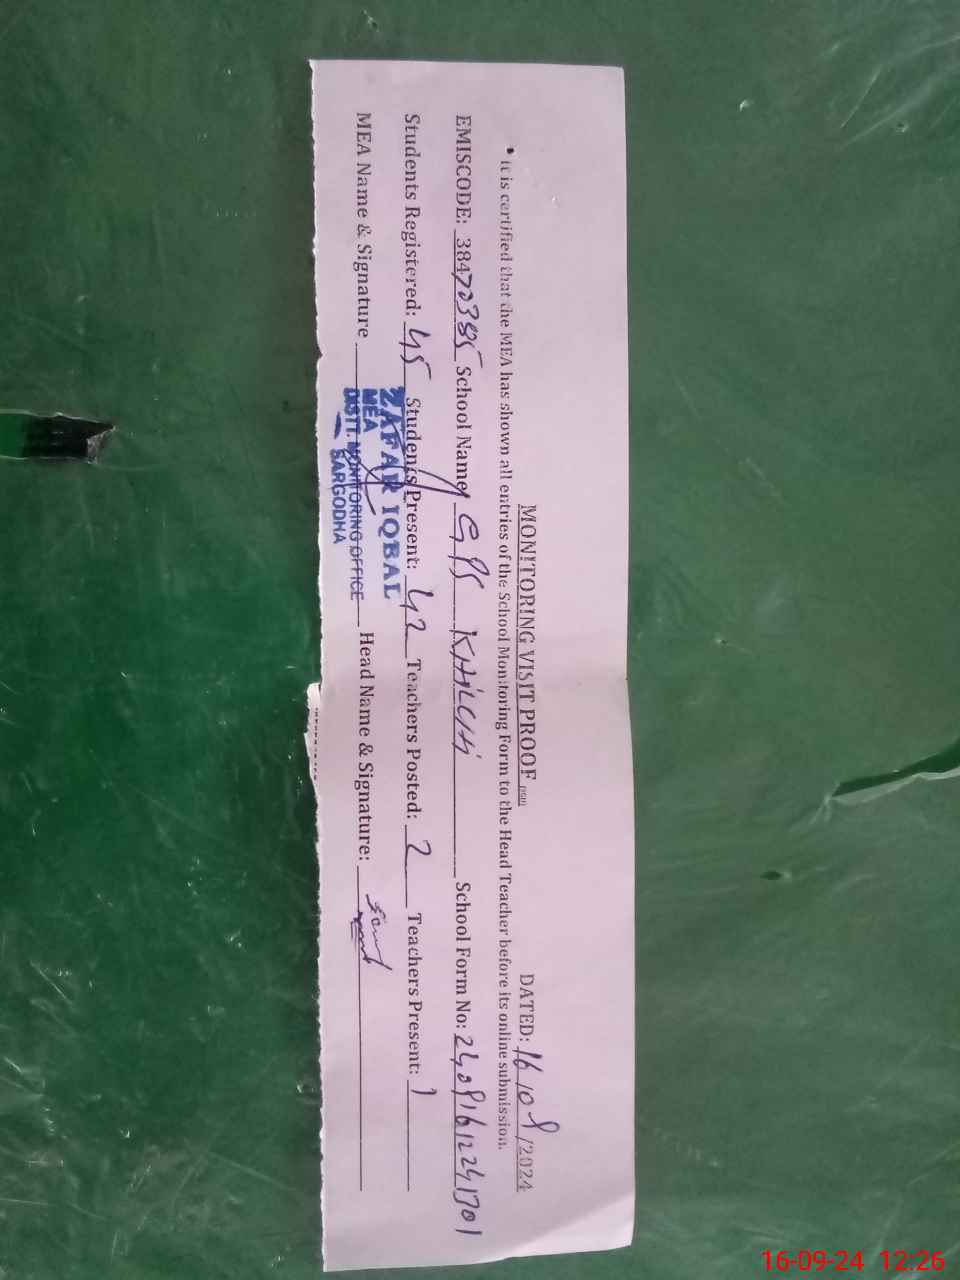 MONITORING VISIT PROOF DATED: 16/09/2024
• It is certified that the MEA has shown all entries of the School Monitoring Form to the Head Teacher before its online submission.
EMISCODE: 38470385 School Name GPS KHILCHI School Form No:
Students Registered: 45 Students Present: 42 Teachers Posted: 2 Teachers Present: 1
MEA Name & Signature Head Name & Signature:
ZAFAR IQBAL
MEA
DISTT. MONITORING OFFICE
SARGODHA
16-09-24 12:26